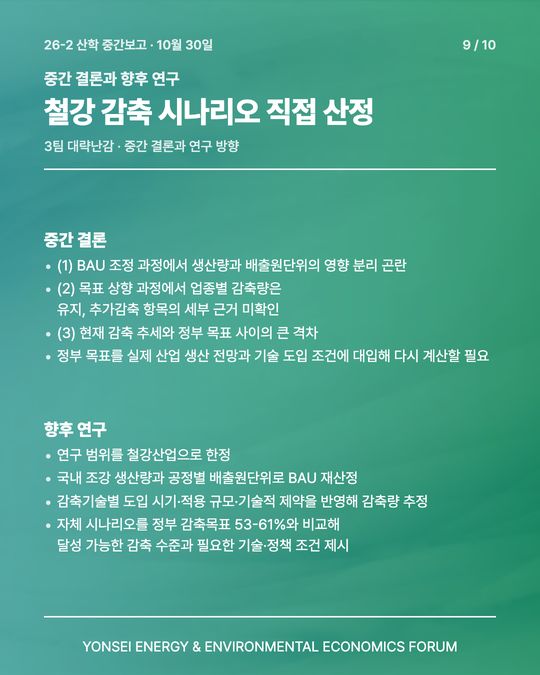 26-2 산학 중간보고 · 10월 30일
9 / 10
중간 결론과 향후 연구
철강 감축 시나리오 직접 산정
3팀 대략난감 · 중간 결론과 연구 방향
중간 결론
• (1) BAU 조정 과정에서 생산량과 배출원단위의 영향 분리 곤란
• (2) 목표 상향 과정에서 업종별 감축량은
유지, 추가감축 항목의 세부 근거 미확인
• (3) 현재 감축 추세와 정부 목표 사이의 큰 격차
• 정부 목표를 실제 산업 생산 전망과 기술 도입 조건에 대입해 다시 계산할 필요
향후 연구
• 연구 범위를 철강산업으로 한정
• 국내 조강 생산량과 공정별 배출원단위로 BAU 재산정
• 감축기술별 도입 시기·적용 규모·기술적 제약을 반영해 감축량 추정
• 자체 시나리오를 정부 감축목표 53-61%와 비교해
달성 가능한 감축 수준과 필요한 기술·정책 조건 제시
YONSEI ENERGY & ENVIRONMENTAL ECONOMICS FORUM